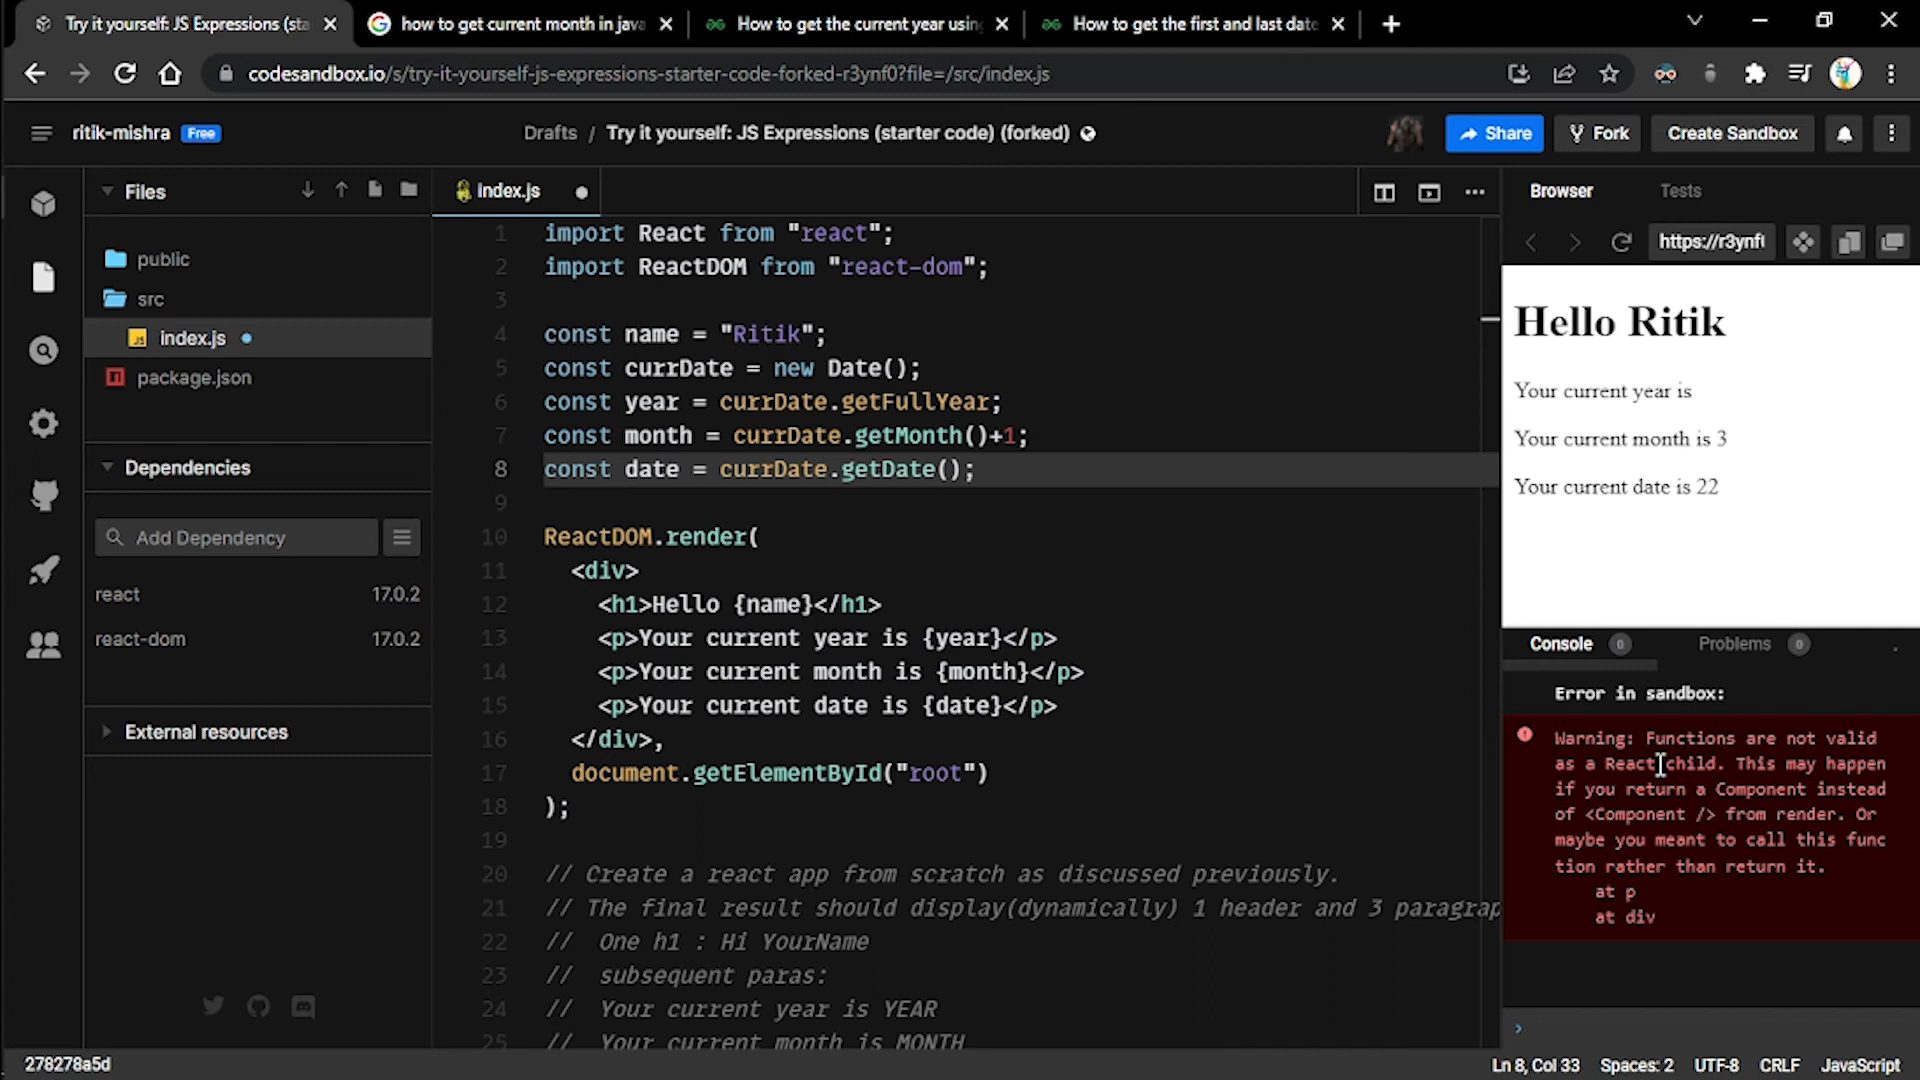 Try it yourself: JS Expressions (sta
how to get current month in java
How to get the current year using
How to get the first and last date
codesandbox.io/s/try-it-yourself-js-expressions-starter-code-forked-r3ynf0?file=/src/index.js
ritik-mishra Free
Drafts / Try it yourself: JS Expressions (starter code) (forked)
Share
Fork
Create Sandbox
Files
public
src
index.js
package.json
Dependencies
Add Dependency
react 17.0.2
react-dom 17.0.2
External resources
index.js
1 import React from "react";
2 import ReactDOM from "react-dom";
3
4 const name = "Ritik";
5 const currDate = new Date();
6 const year = currDate.getFullYear;
7 const month = currDate.getMonth()+1;
8 const date = currDate.getDate();
9
10 ReactDOM.render(
11 <div>
12 <h1>Hello {name}</h1>
13 <p>Your current year is {year}</p>
14 <p>Your current month is {month}</p>
15 <p>Your current date is {date}</p>
16 </div>,
17 document.getElementById("root")
18 );
19
20 // Create a react app from scratch as discussed previously.
21 // The final result should display(dynamically) 1 header and 3 paragrap
22 // One h1 : Hi YourName
23 // subsequent paras:
24 // Your current year is YEAR
25 // Your current month is MONTH
Browser Tests
https://r3ynf
Hello Ritik
Your current year is
Your current month is 3
Your current date is 22
Console 0 Problems 0
Error in sandbox:
Warning: Functions are not valid
as a React child. This may happen
if you return a Component instead
of <Component /> from render. Or
maybe you meant to call this func
tion rather than return it.
at p
at div
278278a5d
Ln 8, Col 33 Spaces: 2 UTF-8 CRLF JavaScript